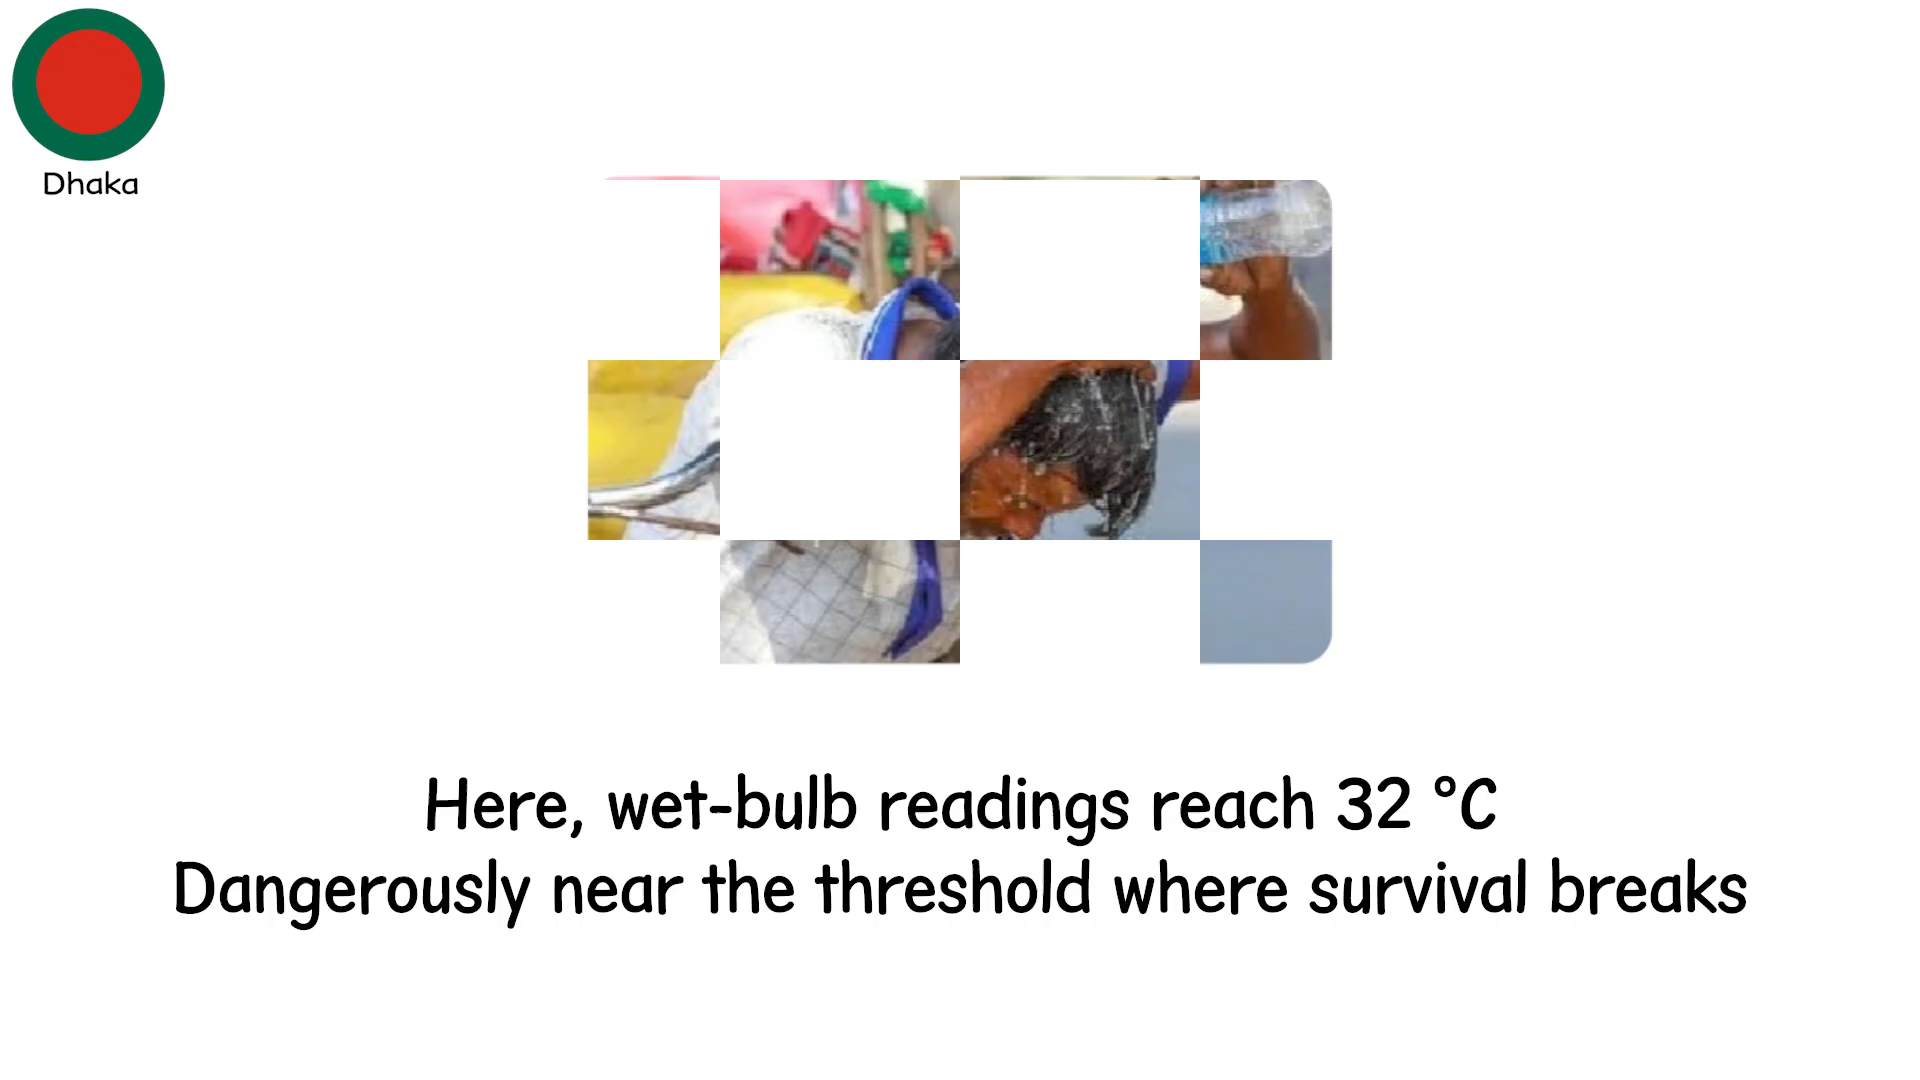 Dhaka
Here, wet-bulb readings reach 32 °C
Dangerously near the threshold where survival breaks